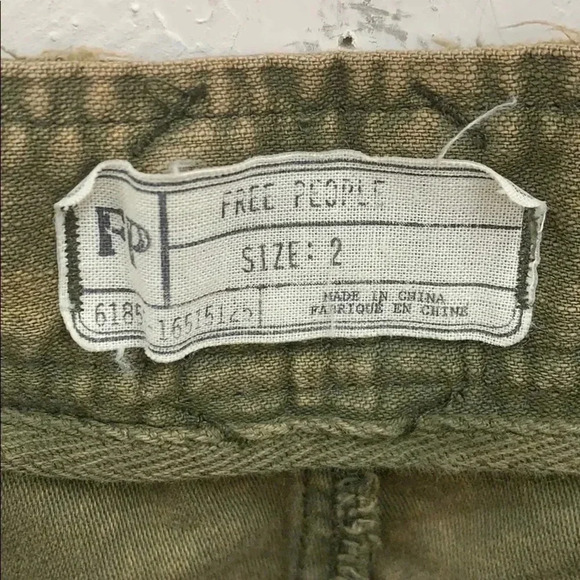 FREE PEOPLE
FP
SIZE: 2
MADE IN CHINA
FABRIQUE EN CHINE